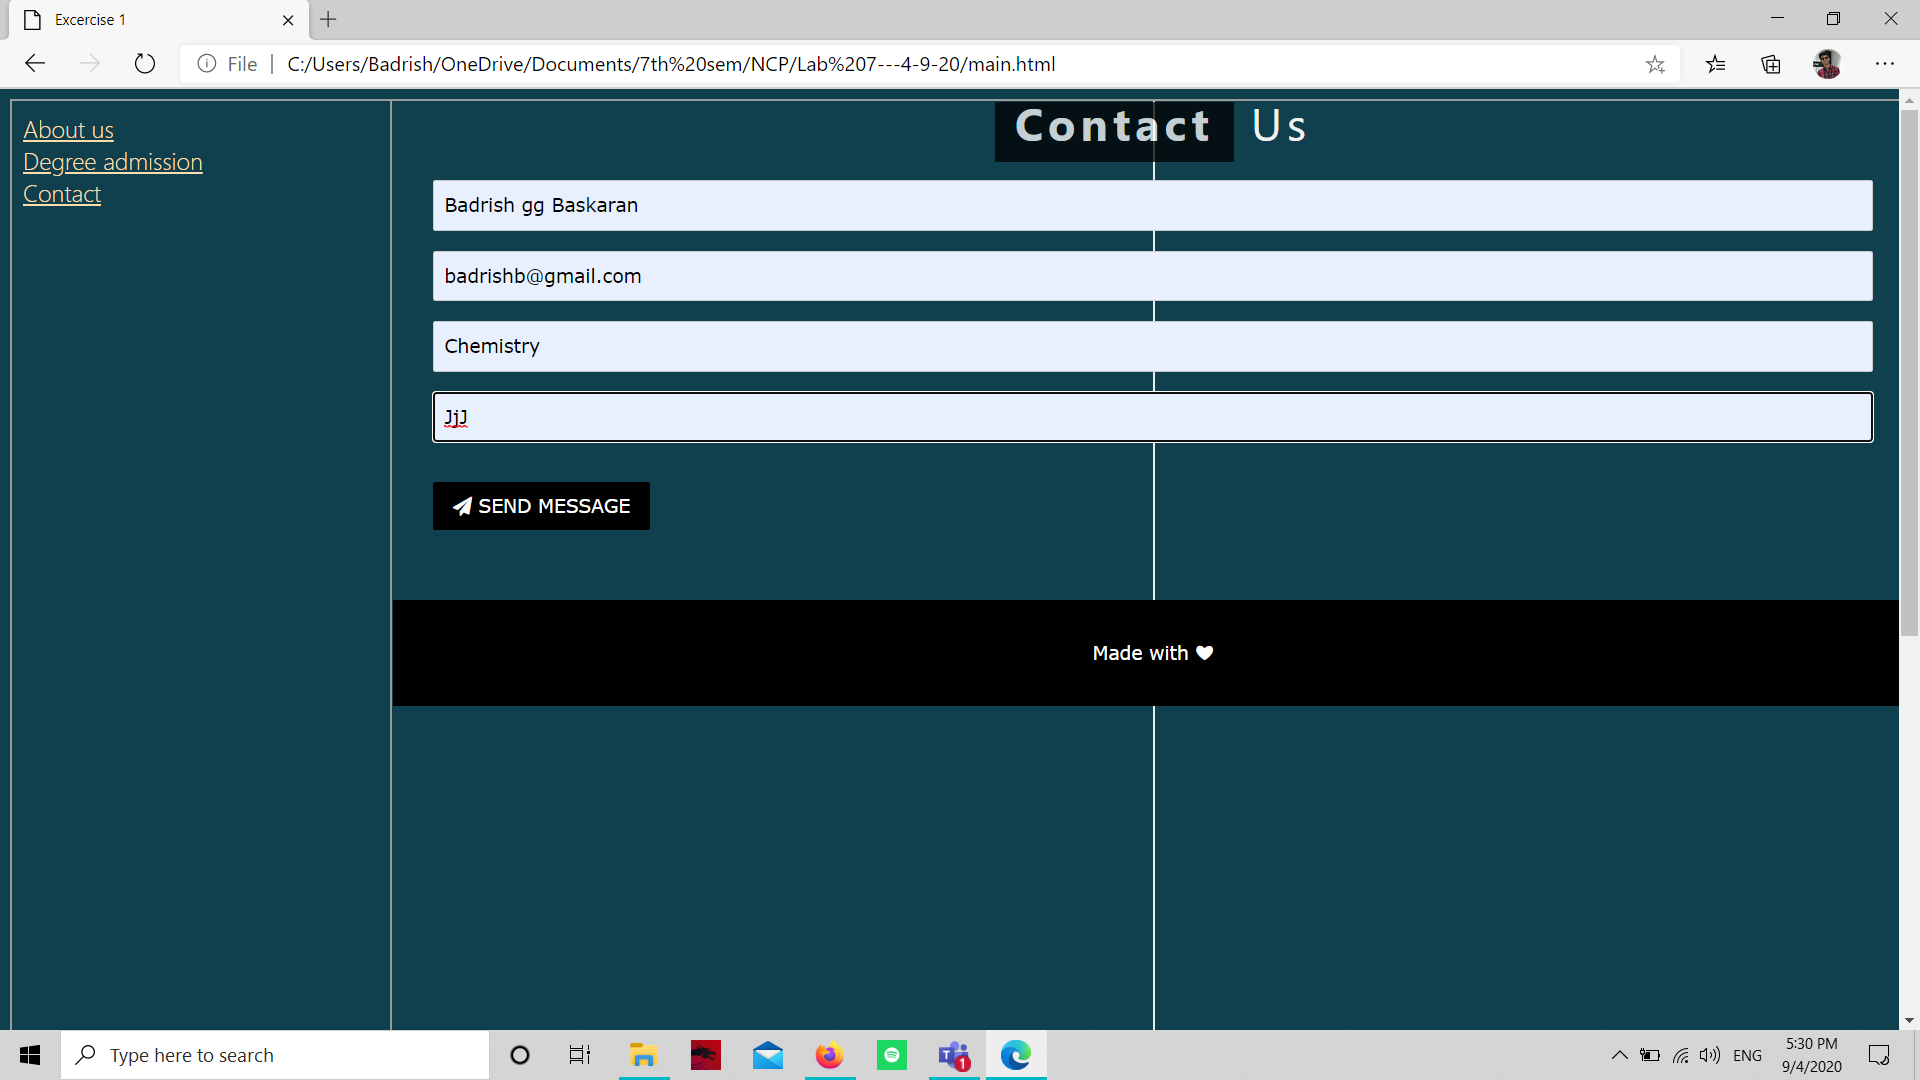 Excercise 1
File
C:/Users/Badrish/OneDrive/Documents/7th%20sem/NCP/Lab%207---4-9-20/main.html
About us
Degree admission
Contact
Contact Us
Badrish gg Baskaran
badrishb@gmail.com
Chemistry
JjJ
SEND MESSAGE
Made with
Type here to search
T
1
ENG
5:30 PM
9/4/2020